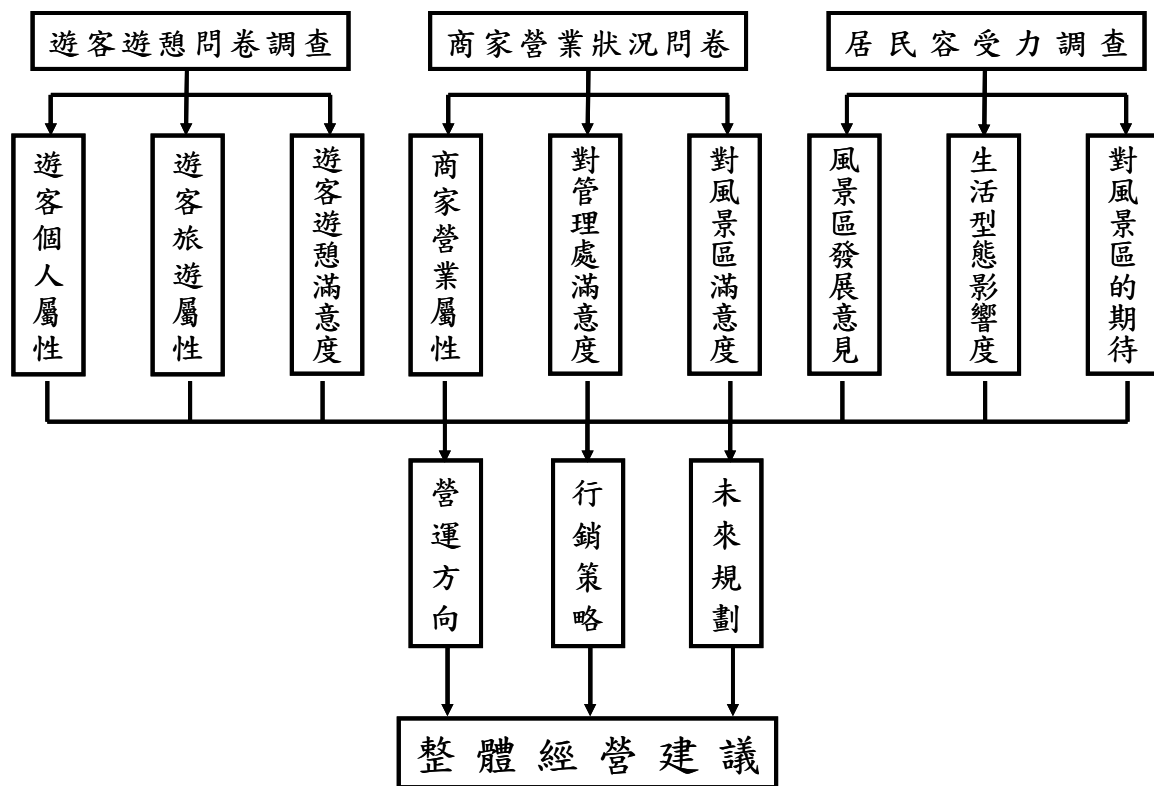 遊客遊憩問卷調查
商家營業狀況問卷
居民容受力調查
遊客個人屬性
遊客旅遊屬性
遊客遊憩滿意度
商家營業屬性
對管理處滿意度
對風景區滿意度
風景區發展意見
生活型態影響度
對風景區的期待
營運方向
行銷策略
未來規劃
整體經營建議